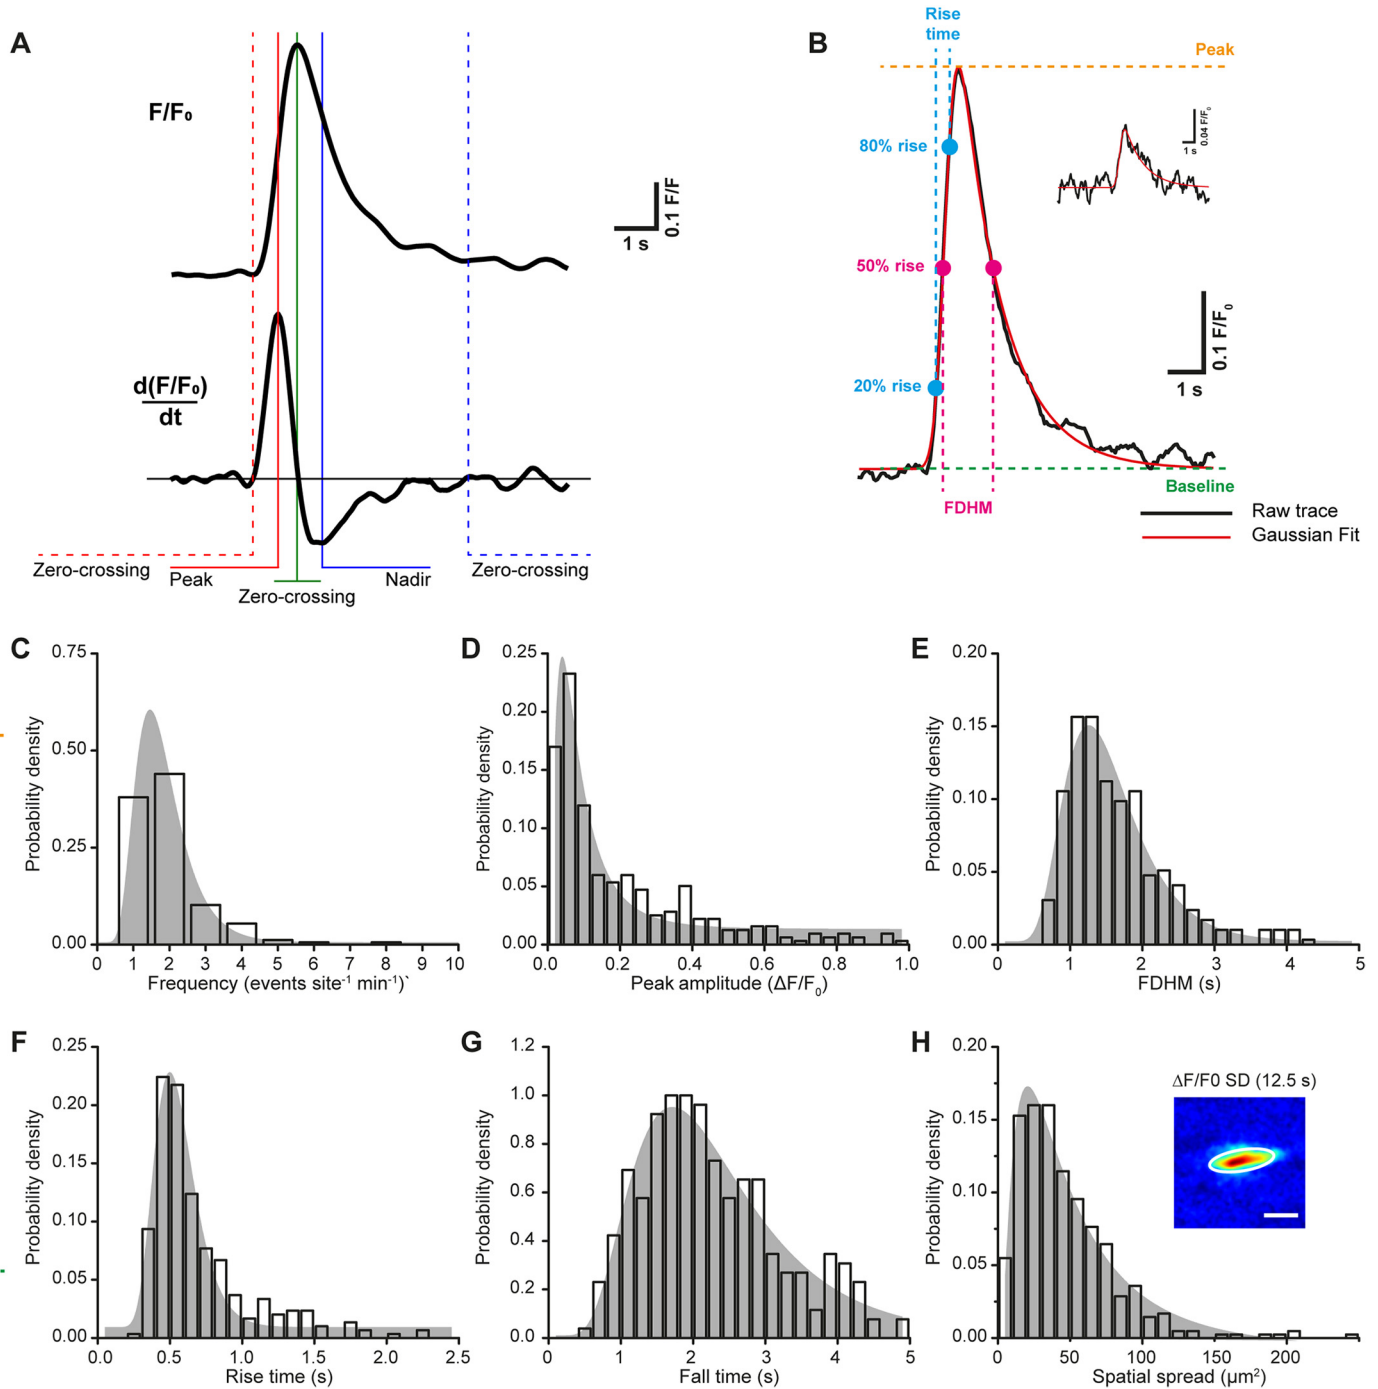 A
F/F₀
0.1 F/F
1 s
d(F/F₀)
dt
Zero-crossing
Peak
Zero-crossing
Nadir
Zero-crossing
B
Rise
time
Peak
80% rise
0.04 F/F₀
1 s
50% rise
0.1 F/F₀
1 s
20% rise
Baseline
FDHM
Raw trace
Gaussian Fit
C
Probability density
0.75
0.50
0.25
0.00
0 1 2 3 4 5 6 7 8 9 10
Frequency (events site⁻¹ min⁻¹)`
D
Probability density
0.25
0.20
0.15
0.10
0.05
0.00
0.0 0.2 0.4 0.6 0.8 1.0
Peak amplitude (ΔF/F₀)
E
Probability density
0.20
0.15
0.10
0.05
0.00
0 1 2 3 4 5
FDHM (s)
F
Probability density
0.25
0.20
0.15
0.10
0.05
0.00
0.0 0.5 1.0 1.5 2.0 2.5
Rise time (s)
G
Probability density
1.2
1.0
0.8
0.6
0.4
0.2
0.0
0 1 2 3 4 5
Fall time (s)
H
Probability density
0.20
0.15
0.10
0.05
0.00
0 50 100 150 200 250
Spatial spread (µm²)
ΔF/F0 SD (12.5 s)